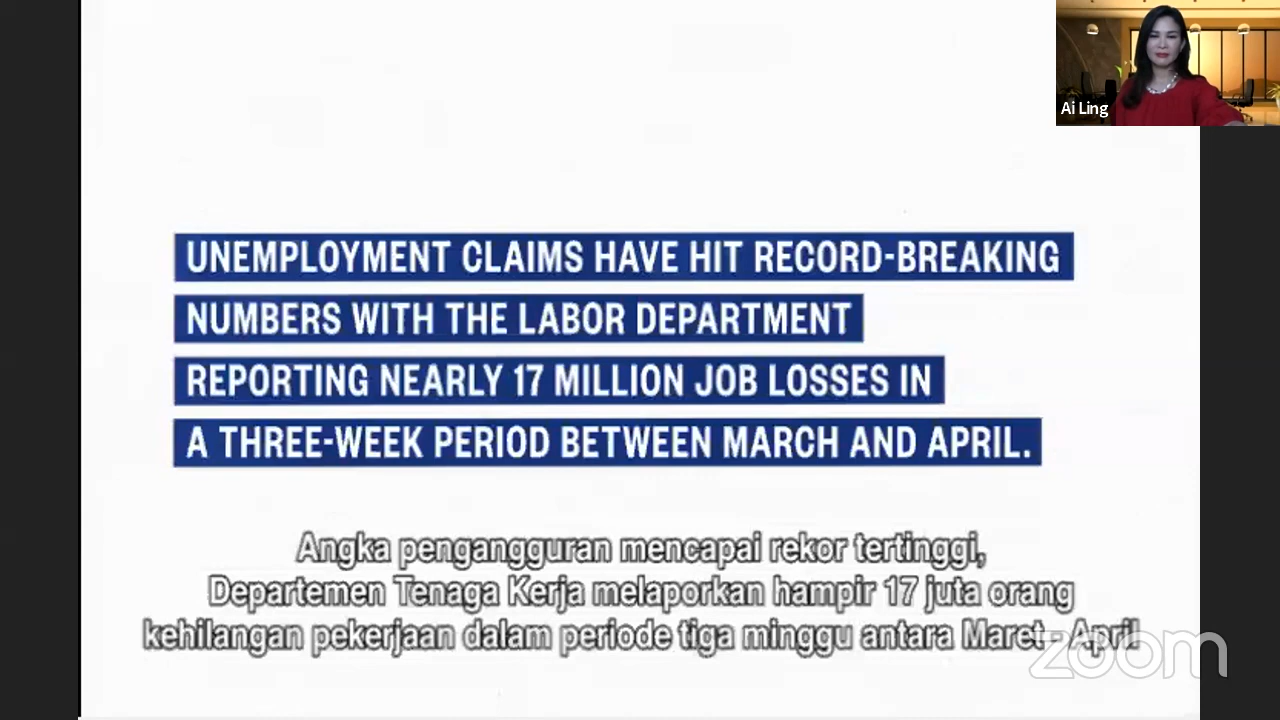 Ai Ling
UNEMPLOYMENT CLAIMS HAVE HIT RECORD-BREAKING
NUMBERS WITH THE LABOR DEPARTMENT
REPORTING NEARLY 17 MILLION JOB LOSSES IN
A THREE-WEEK PERIOD BETWEEN MARCH AND APRIL.
Angka pengangguran mencapai rekor tertinggi,
Departemen Tenaga Kerja melaporkan hampir 17 juta orang
kehilangan pekerjaan dalam periode tiga minggu antara Maret - April
zoom